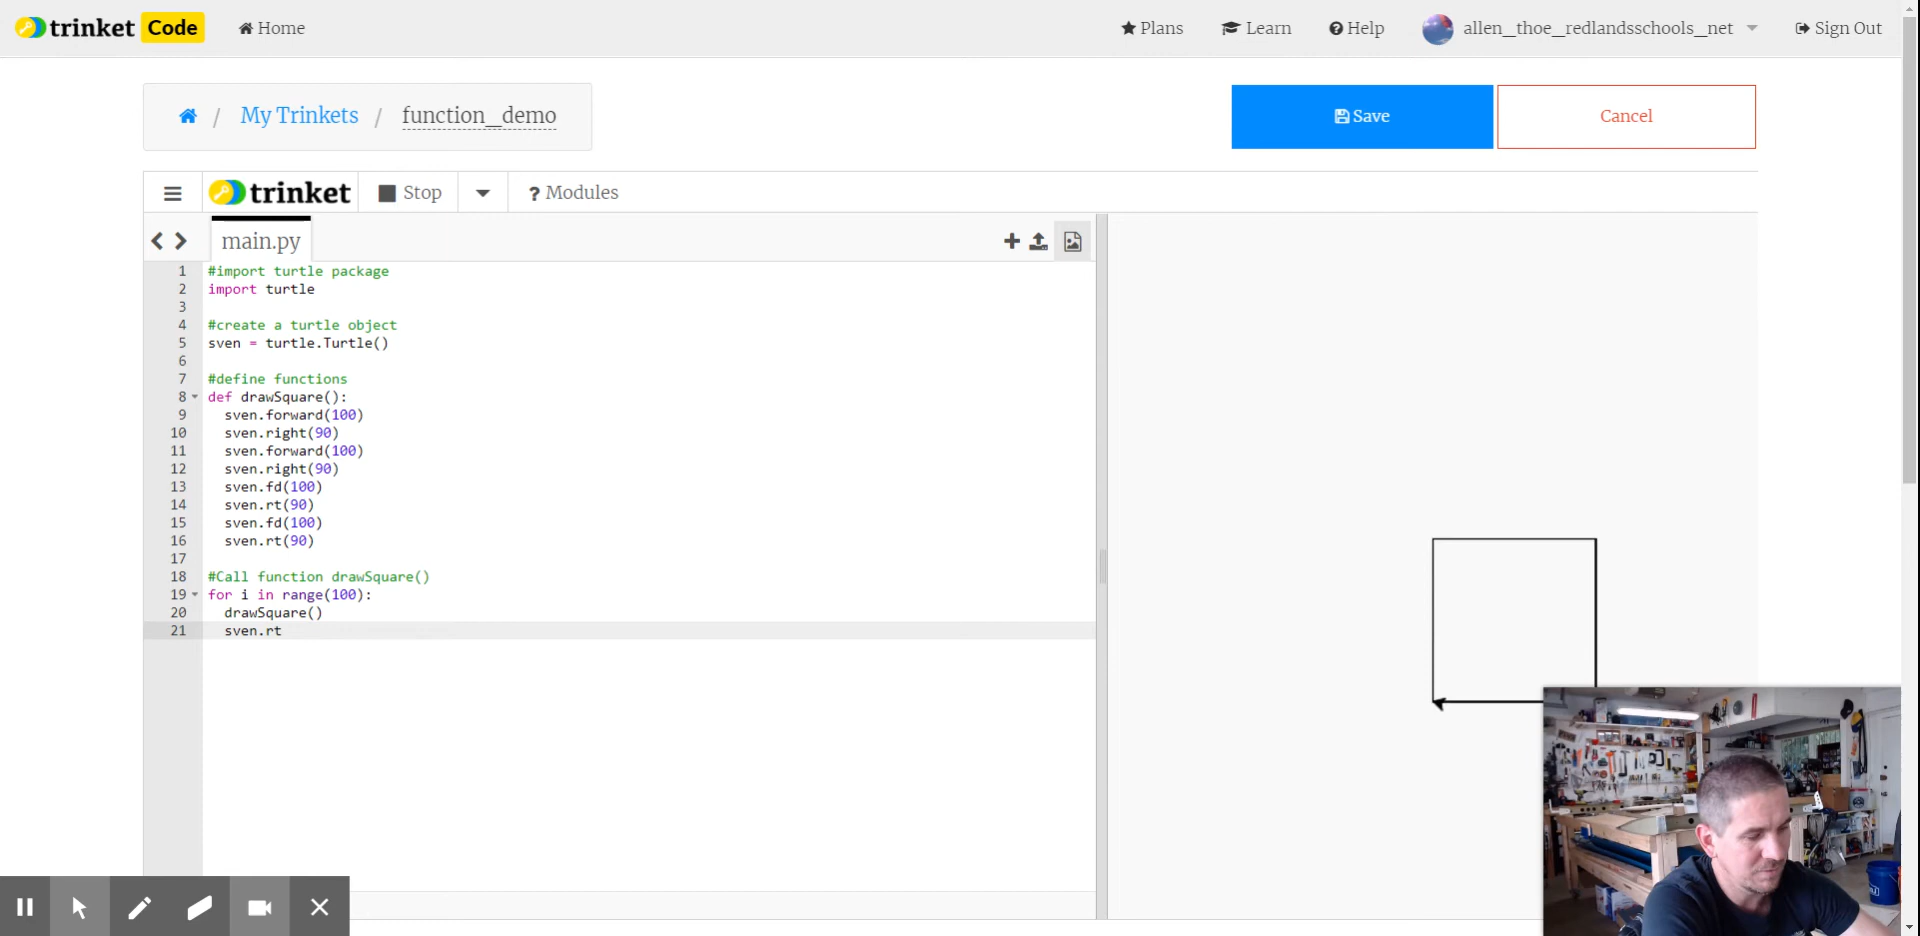 trinket Code Home Plans Learn Help allen_thoe_redlandsschools_net Sign Out
/ My Trinkets / function_demo Save Cancel
trinket Stop ? Modules
main.py
1 #import turtle package
2 import turtle
3
4 #create a turtle object
5 sven = turtle.Turtle()
6
7 #define functions
8 def drawSquare():
9 sven.forward(100)
10 sven.right(90)
11 sven.forward(100)
12 sven.right(90)
13 sven.fd(100)
14 sven.rt(90)
15 sven.fd(100)
16 sven.rt(90)
17
18 #Call function drawSquare()
19 for i in range(100):
20 drawSquare()
21 sven.rt